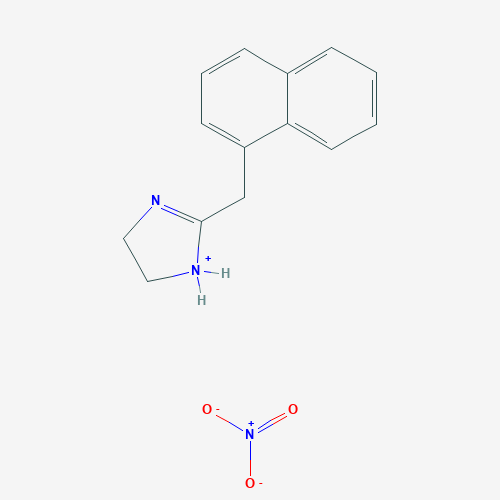 N
N + H
H
O - N + O
O -